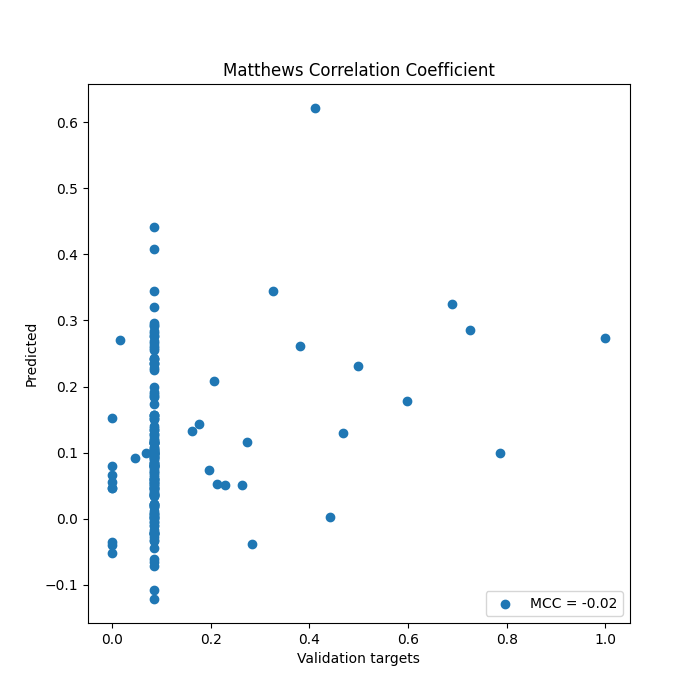 Matthews Correlation Coefficient
0.6
0.5
0.4
0.3
0.2
0.1
0.0
−0.1
Predicted
0.0 0.2 0.4 0.6 0.8 1.0
Validation targets
MCC = -0.02